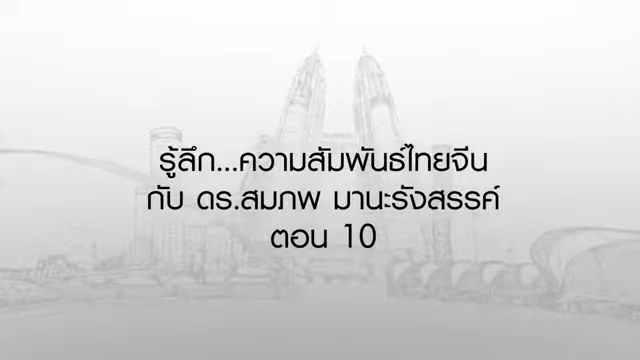 รู้ลึก...ความสัมพันธ์ไทยจีน
กับ ดร.สมภพ มานะรังสรรค์
ตอน 10